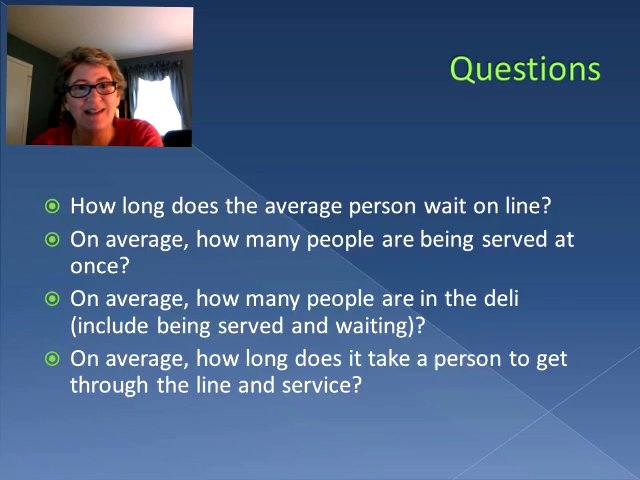 Questions
How long does the average person wait on line?
On average, how many people are being served at
once?
On average, how many people are in the deli
(include being served and waiting)?
On average, how long does it take a person to get
through the line and service?